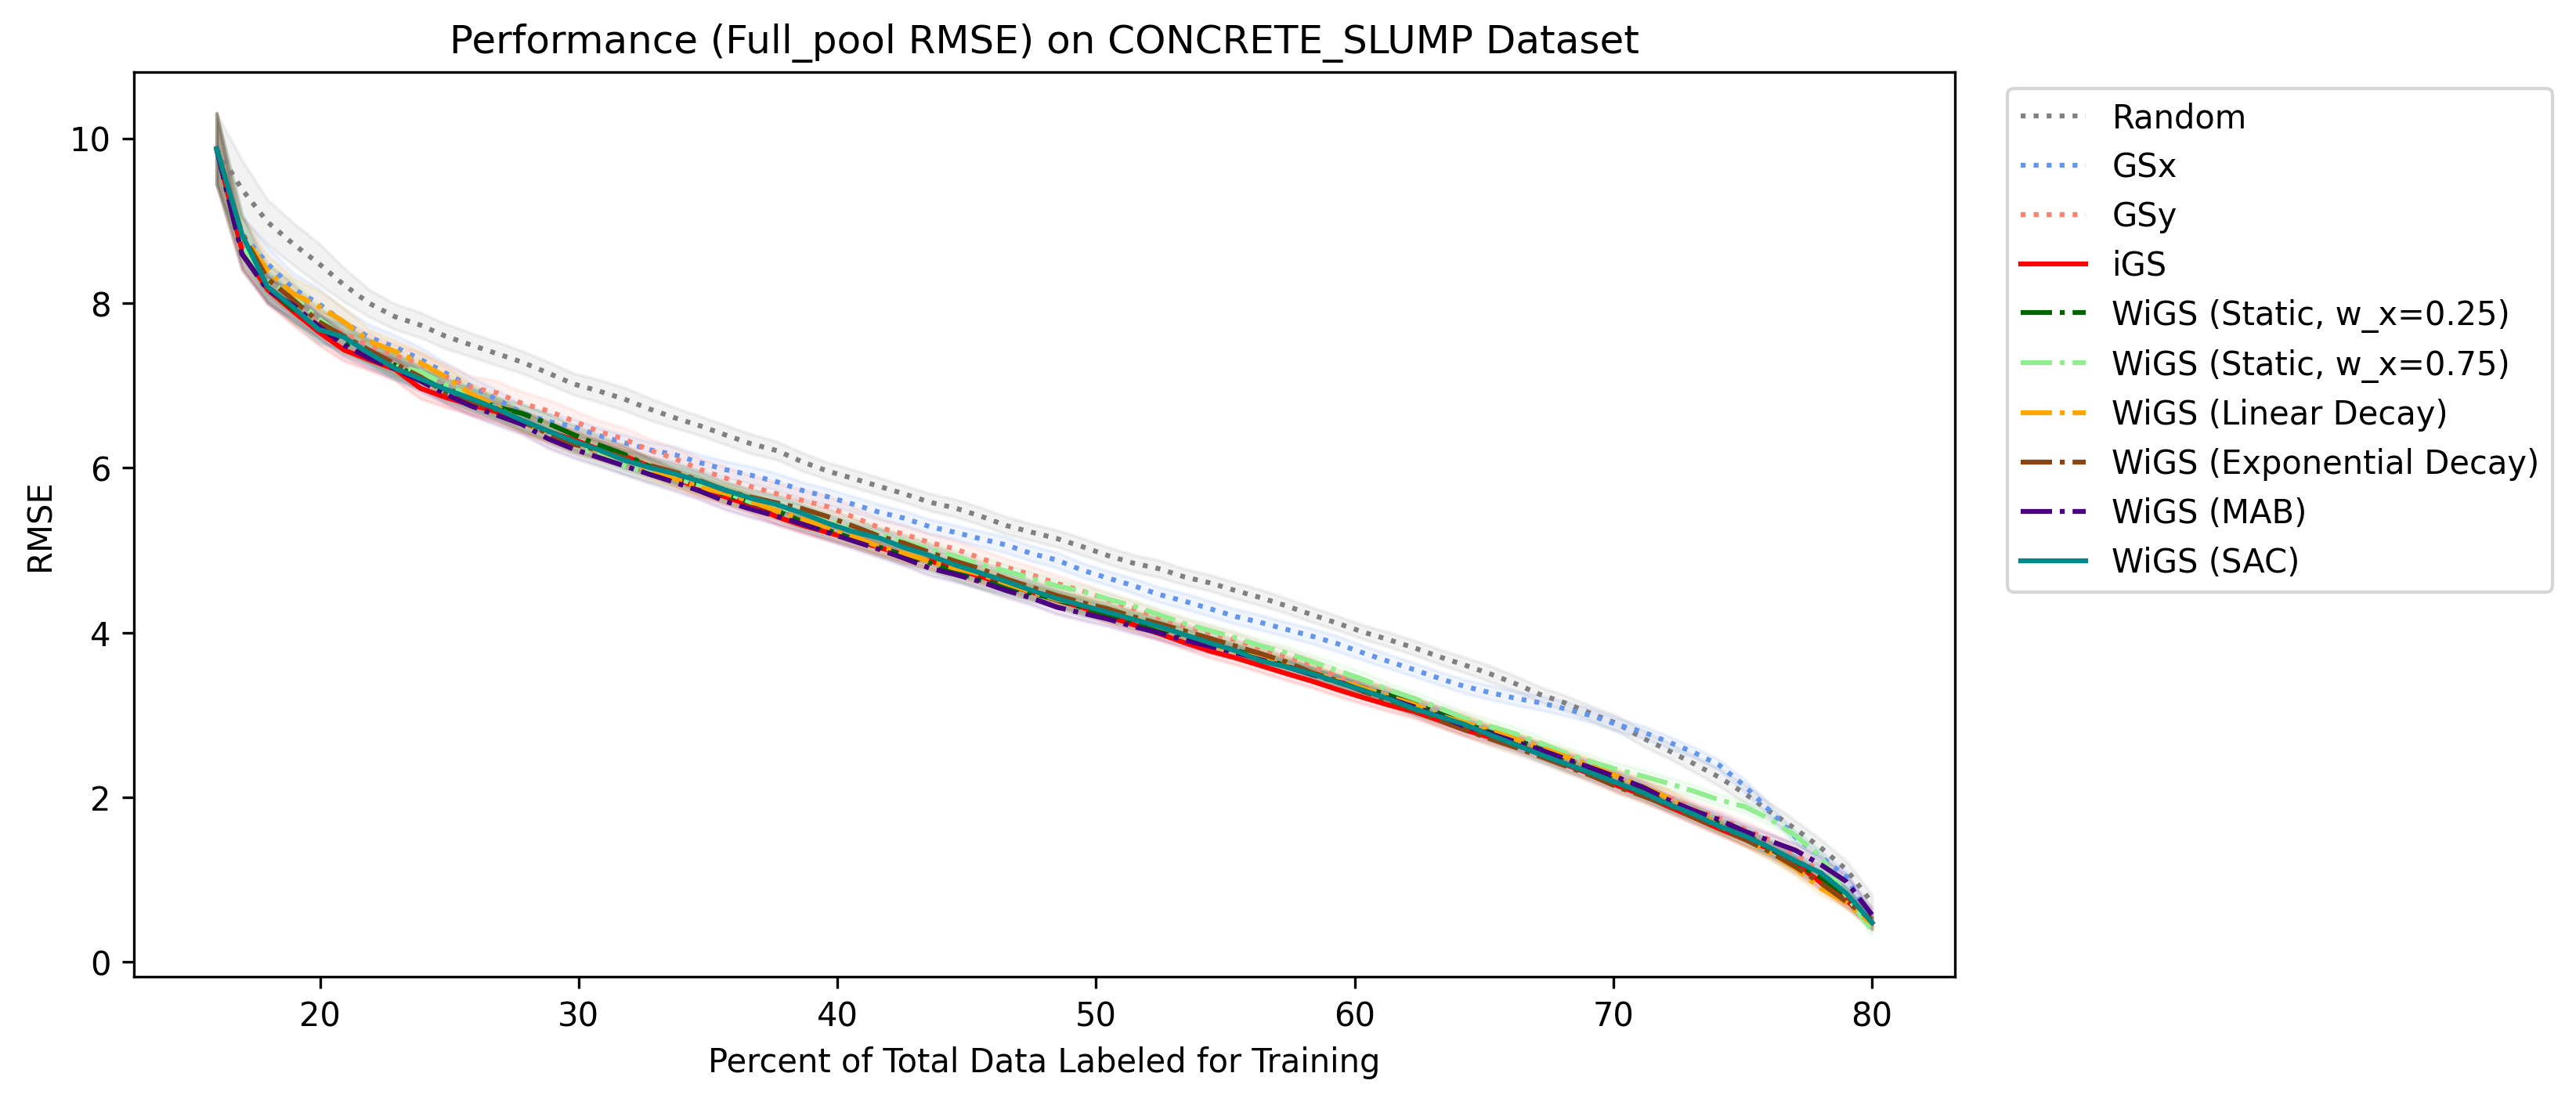 Performance (Full_pool RMSE) on CONCRETE_SLUMP Dataset
RMSE
10
8
6
4
2
0
20 30 40 50 60 70 80
Percent of Total Data Labeled for Training
Random
GSx
GSy
iGS
WiGS (Static, w_x=0.25)
WiGS (Static, w_x=0.75)
WiGS (Linear Decay)
WiGS (Exponential Decay)
WiGS (MAB)
WiGS (SAC)